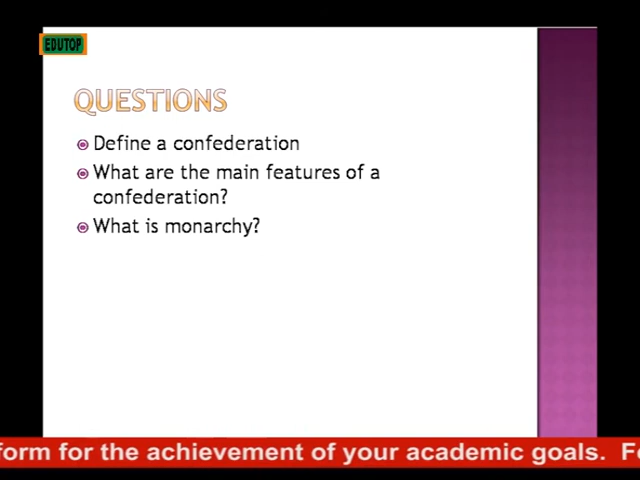 EDUTOP
QUESTIONS
Define a confederation
What are the main features of a
confederation?
What is monarchy?
form for the achievement of your academic goals. Fo